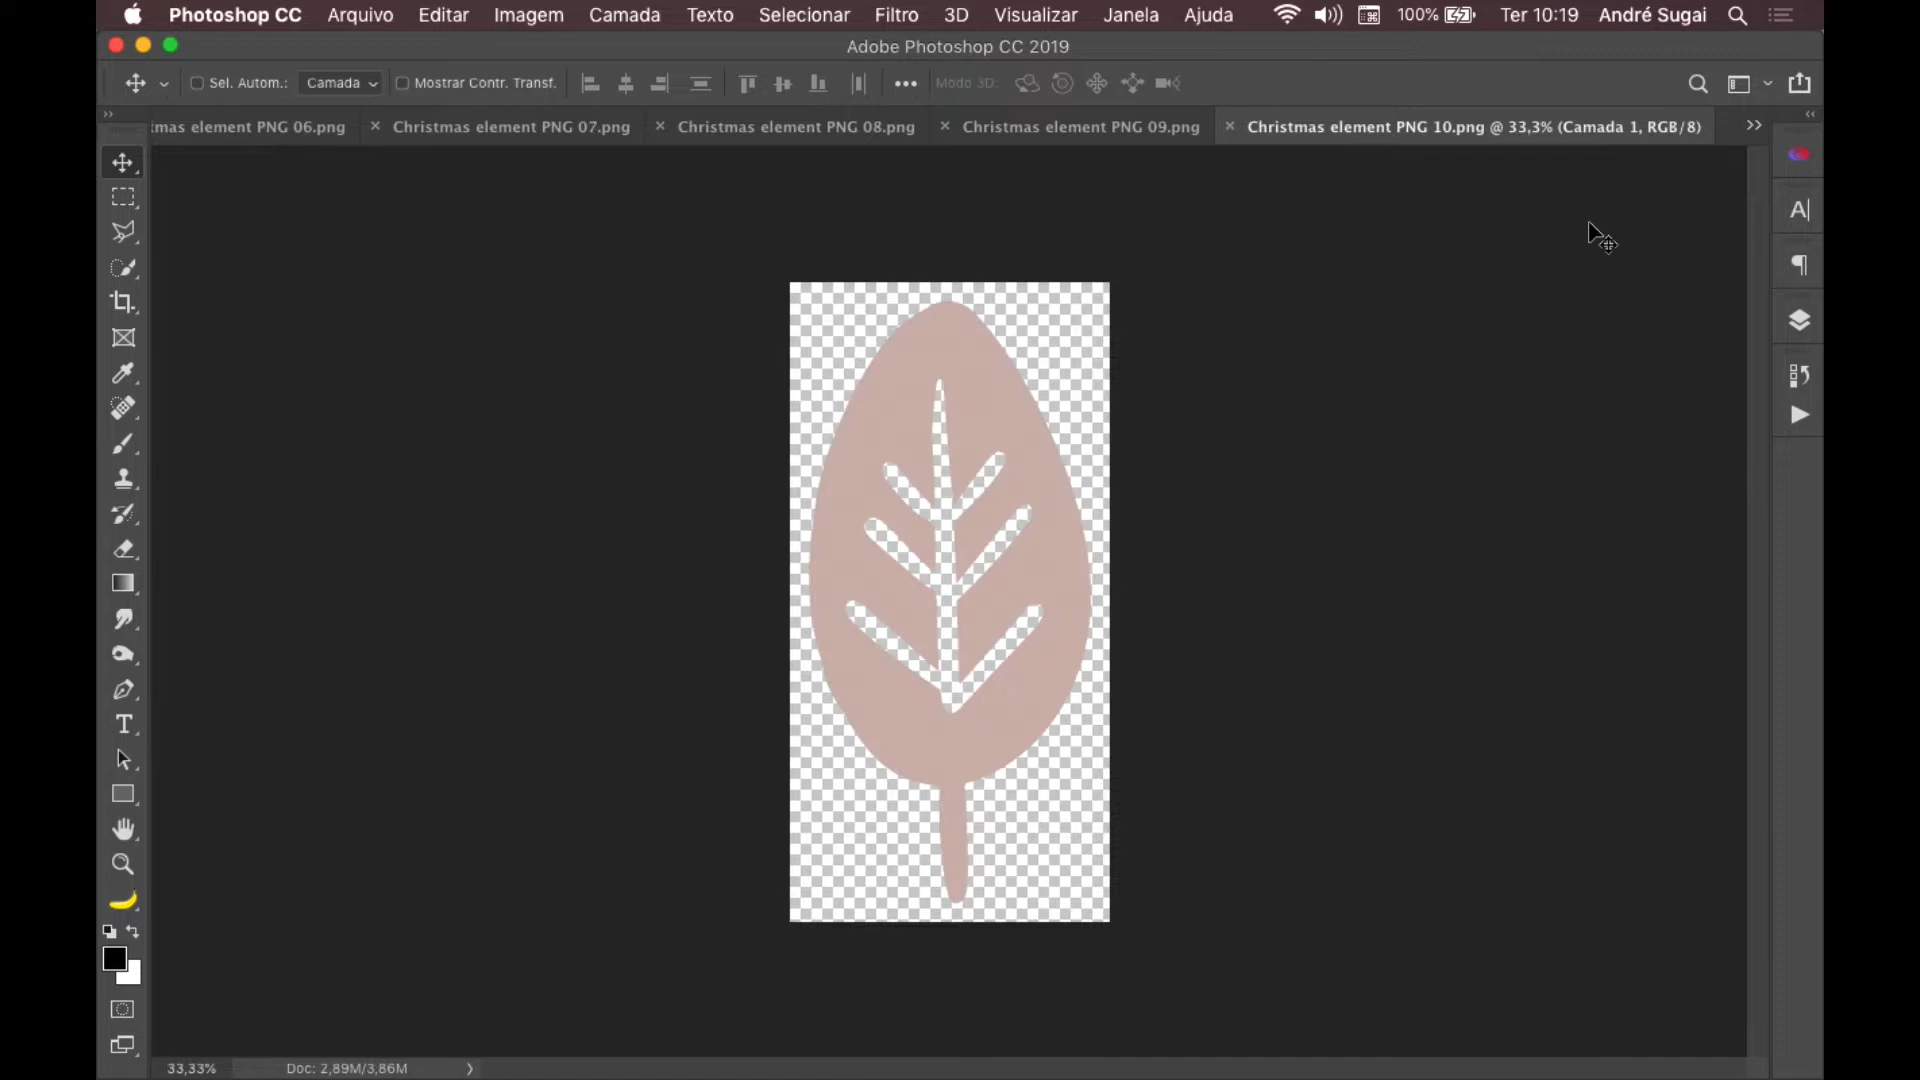 Photoshop CC Arquivo Editar Imagem Camada Texto Selecionar Filtro 3D Visualizar Janela Ajuda 100% Ter 10:19 André Sugai
Adobe Photoshop CC 2019
Sel. Autom.: Camada Mostrar Contr. Transf. Modo 3D:
tmas element PNG 06.png Christmas element PNG 07.png Christmas element PNG 08.png Christmas element PNG 09.png Christmas element PNG 10.png @ 33,3% (Camada 1, RGB/8)
33,33% Doc: 2,89M/3,86M